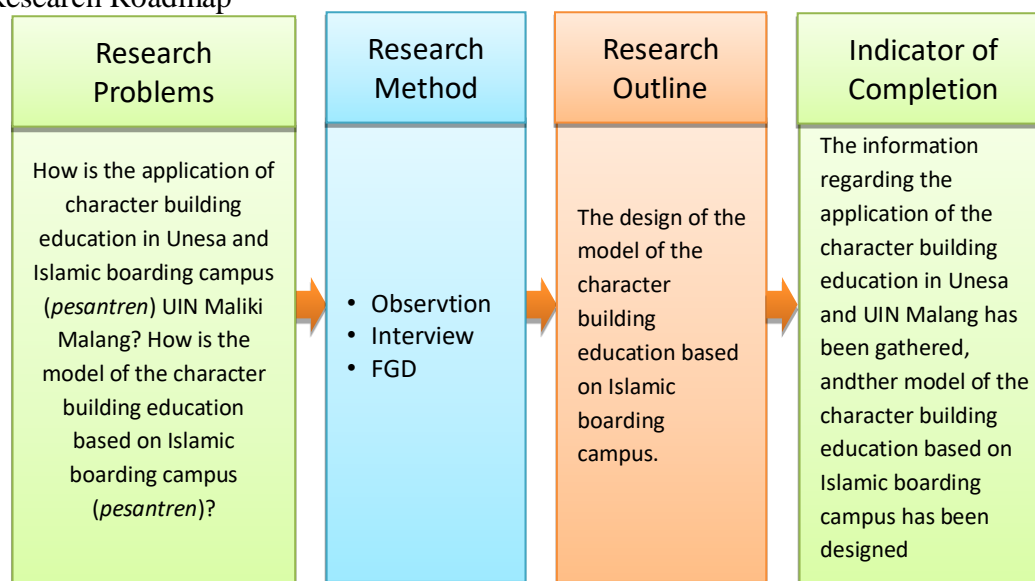 Research Roadmap
Research
Problems
How is the application of
character building
education in Unesa and
Islamic boarding campus
(pesantren) UIN Maliki
Malang? How is the
model of the character
building education
based on Islamic
boarding campus
(pesantren)?
Research
Method
• Observtion
• Interview
• FGD
Research
Outline
The design of the
model of the
character
building
education based
on Islamic
boarding
campus.
Indicator of
Completion
The information
regarding the
application of the
character building
education in Unesa
and UIN Malang has
been gathered,
andther model of the
character building
education based on
Islamic boarding
campus has been
designed